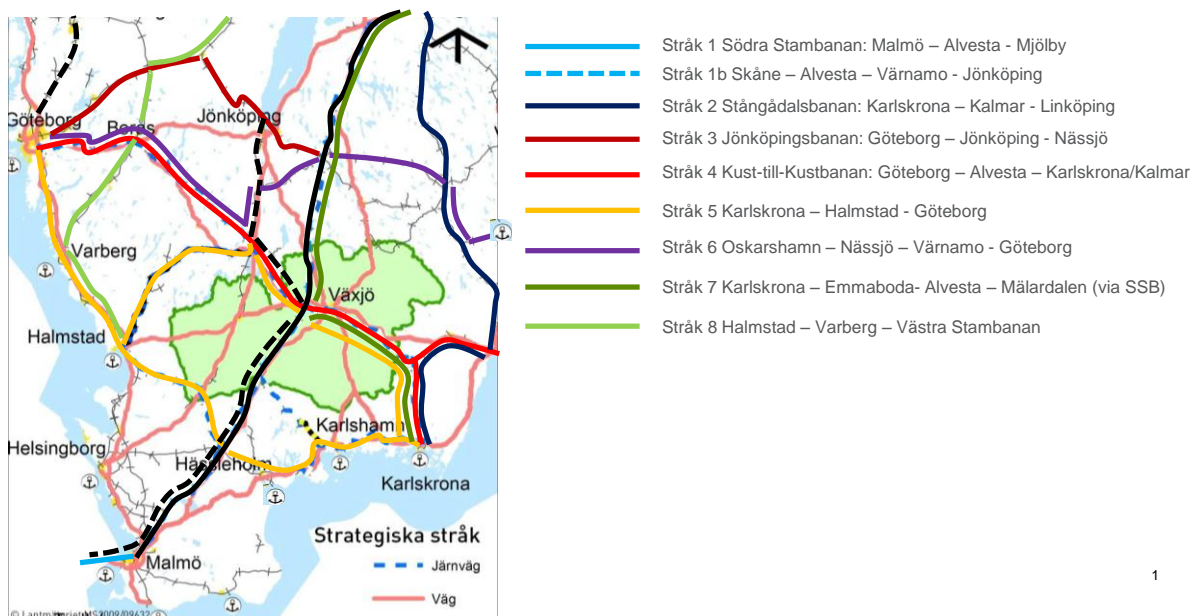 Göteborg
Borås
Jönköping
Varberg
Växjö
Halmstad
Karlshamn
Helsingborg
Hässleholm
Karlskrona
Malmö
Strategiska stråk
Järnväg
Väg
Stråk 1 Södra Stambanan: Malmö – Alvesta - Mjölby
Stråk 1b Skåne – Alvesta – Värnamo - Jönköping
Stråk 2 Stångådalsbanan: Karlskrona – Kalmar - Linköping
Stråk 3 Jönköpingsbanan: Göteborg – Jönköping - Nässjö
Stråk 4 Kust-till-Kustbanan: Göteborg – Alvesta – Karlskrona/Kalmar
Stråk 5 Karlskrona – Halmstad - Göteborg
Stråk 6 Oskarshamn – Nässjö – Värnamo - Göteborg
Stråk 7 Karlskrona – Emmaboda- Alvesta – Mälardalen (via SSB)
Stråk 8 Halmstad – Varberg – Västra Stambanan
1